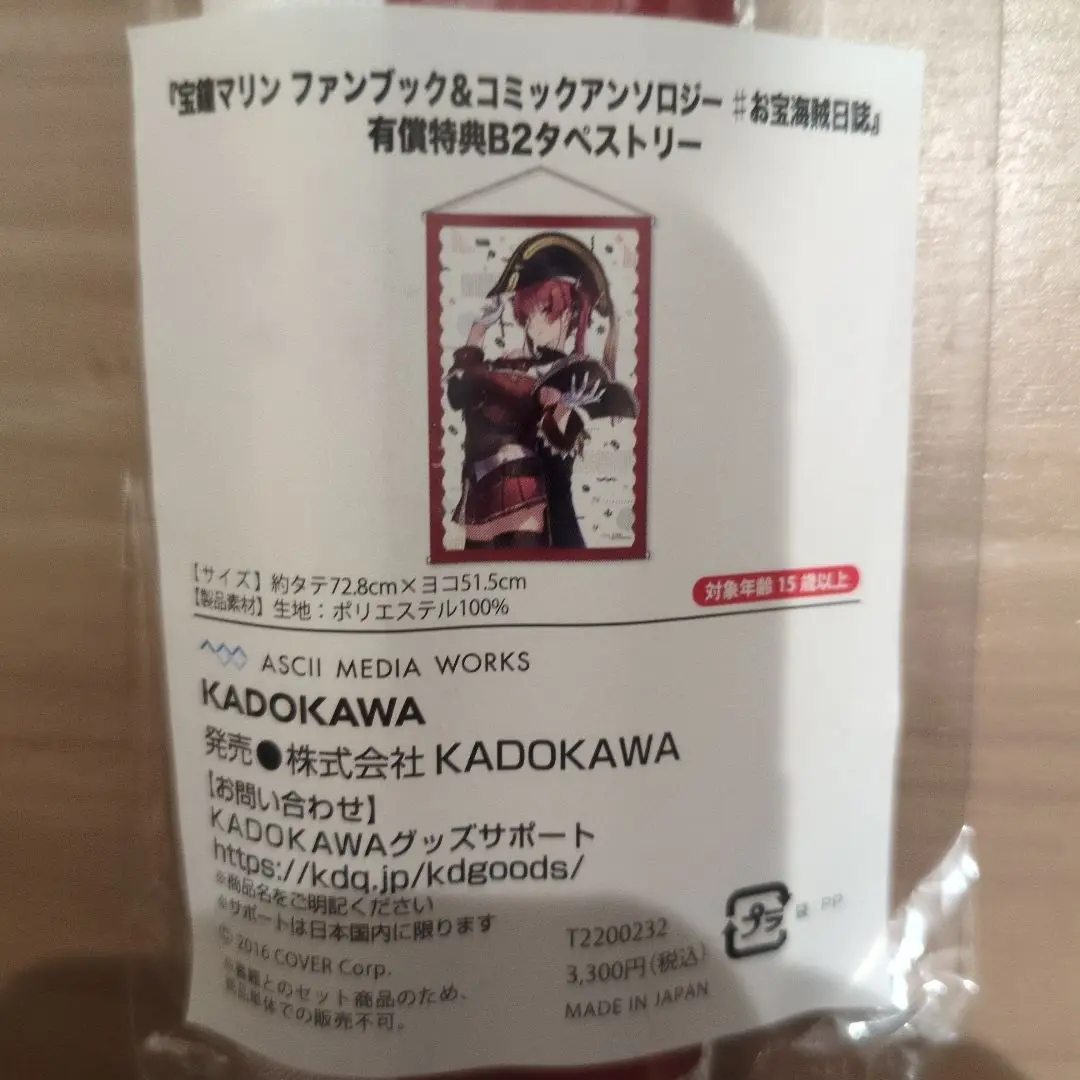 『宝鐘マリン ファンブック&コミックアンソロジー #お宝海賊日誌』
有償特典B2タペストリー
【サイズ】約タテ72.8cm×ヨコ51.5cm
【製品素材】生地：ポリエステル100%
対象年齢 15 歳以上
ASCII MEDIA WORKS
KADOKAWA
発売●株式会社 KADOKAWA
【お問い合わせ】
KADOKAWAグッズサポート
https://kdq.jp/kdgoods/
※商品名をご明記ください
※サポートは日本国内に限ります
© 2016 COVER Corp.
※書籍とのセット商品のため、
商品単体での販売不可。
T2200232
3,300円(税込)
MADE IN JAPAN
プラ
袋 PP